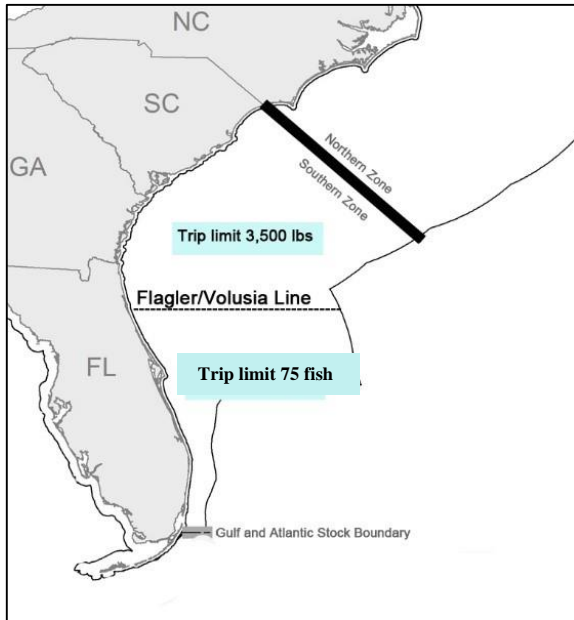 NC
SC
GA
Northern Zone
Southern Zone
Trip limit 3,500 lbs
Flagler/Volusia Line
FL
Trip limit 75 fish
Gulf and Atlantic Stock Boundary